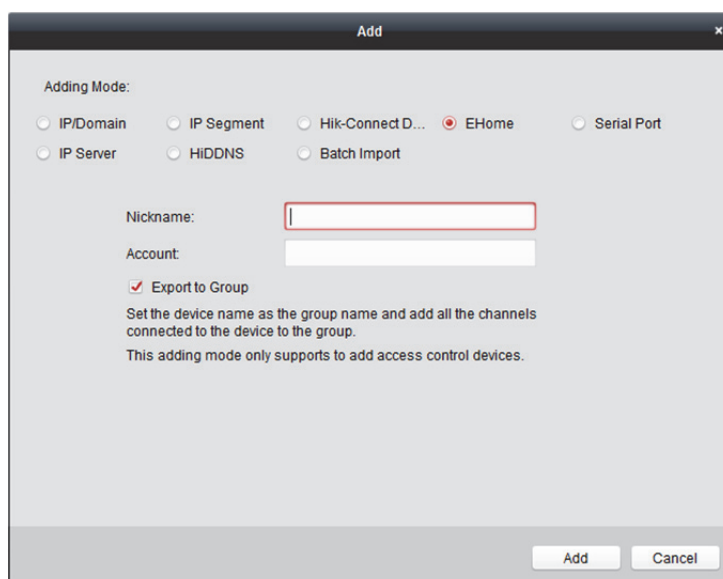 Add
Adding Mode:
IP/Domain IP Segment Hik-Connect D... EHome Serial Port
IP Server HiDDNS Batch Import
Nickname:
Account:
Export to Group
Set the device name as the group name and add all the channels
connected to the device to the group.
This adding mode only supports to add access control devices.
Add Cancel